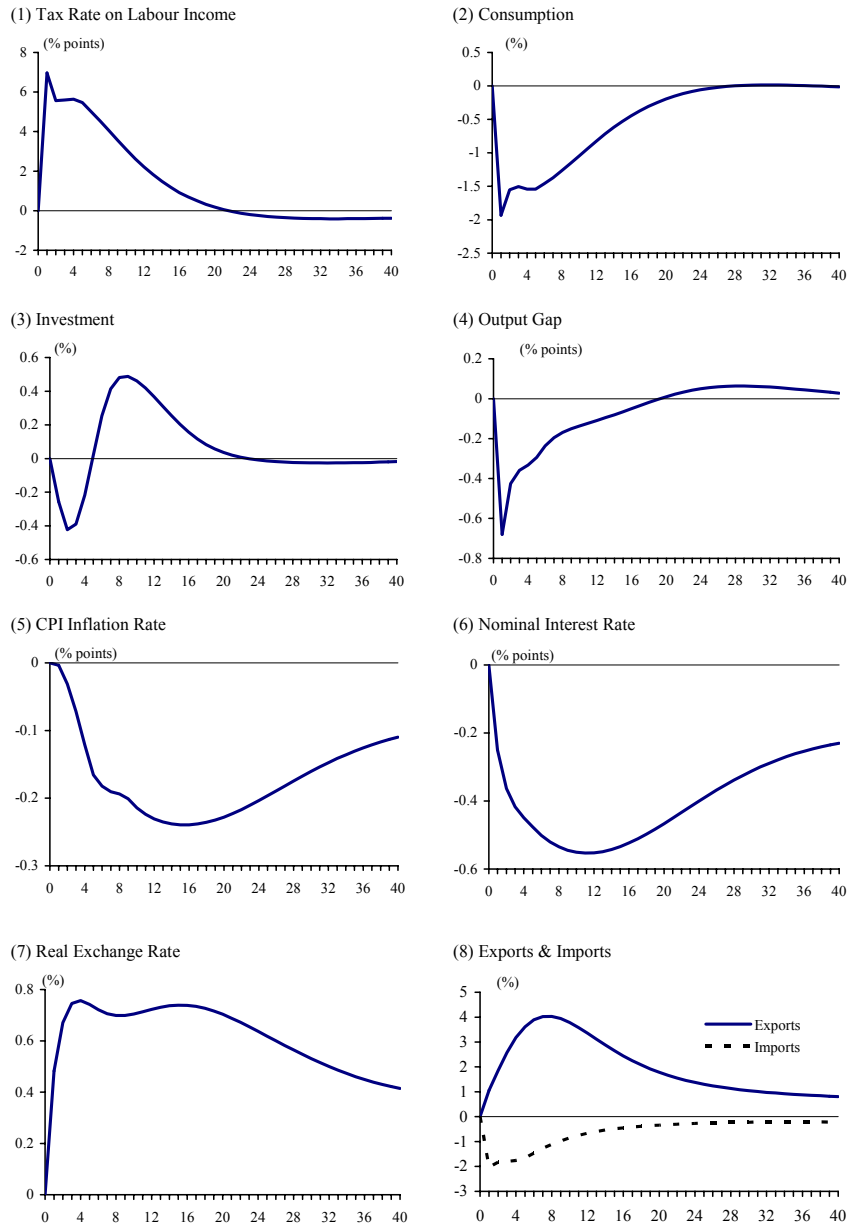 (1) Tax Rate on Labour Income
(% points)
8
6
4
2
0
-2
0 4 8 12 16 20 24 28 32 36 40
(2) Consumption
(%)
0.5
0
-0.5
-1
-1.5
-2
-2.5
0 4 8 12 16 20 24 28 32 36 40
(3) Investment
(%)
0.6
0.4
0.2
0
-0.2
-0.4
-0.6
0 4 8 12 16 20 24 28 32 36 40
(4) Output Gap
(% points)
0.2
0
-0.2
-0.4
-0.6
-0.8
0 4 8 12 16 20 24 28 32 36 40
(5) CPI Inflation Rate
(% points)
0
-0.1
-0.2
-0.3
0 4 8 12 16 20 24 28 32 36 40
(6) Nominal Interest Rate
(% points)
0
-0.2
-0.4
-0.6
0 4 8 12 16 20 24 28 32 36 40
(7) Real Exchange Rate
(%)
0.8
0.6
0.4
0.2
0
0 4 8 12 16 20 24 28 32 36 40
(8) Exports & Imports
(%)
5
4
3
2
1
0
-1
-2
-3
Exports
Imports
0 4 8 12 16 20 24 28 32 36 40